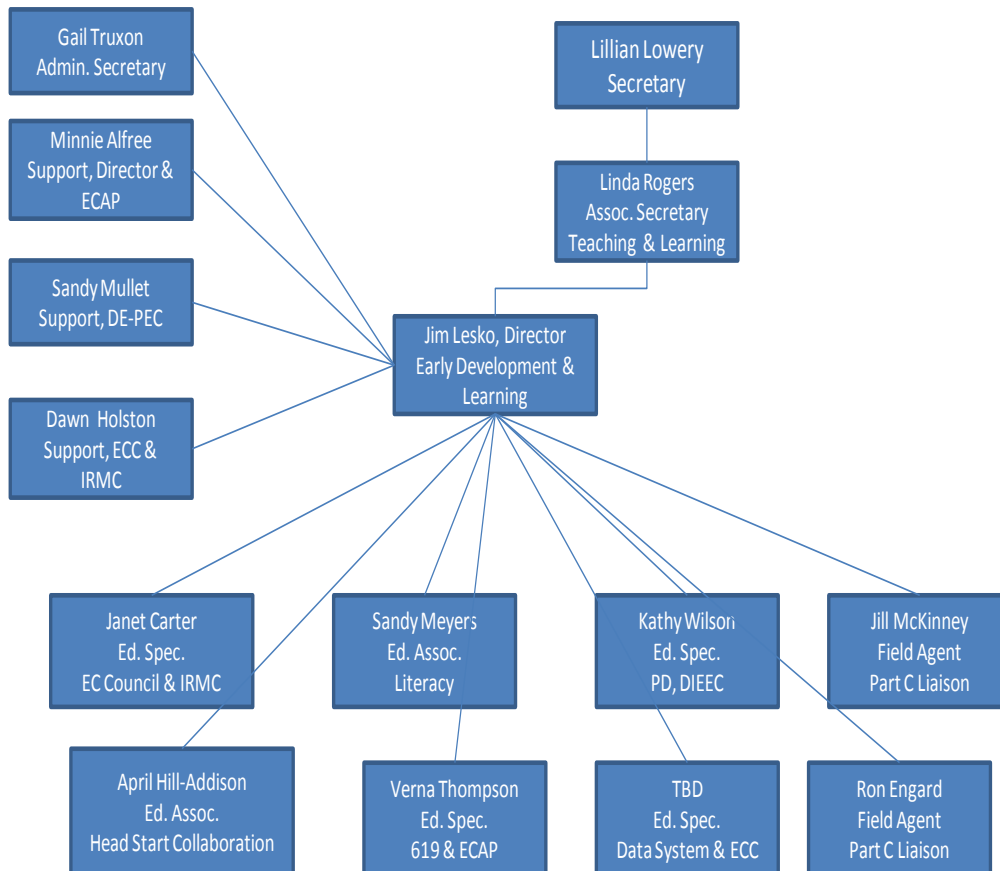 Gail Truxon
Admin. Secretary
Lillian Lowery
Secretary
Minnie Alfree
Support, Director &
ECAP
Linda Rogers
Assoc. Secretary
Teaching & Learning
Sandy Mullet
Support, DE-PEC
Jim Lesko, Director
Early Development &
Learning
Dawn Holston
Support, ECC &
IRMC
Janet Carter
Ed. Spec.
EC Council & IRMC
Sandy Meyers
Ed. Assoc.
Literacy
Kathy Wilson
Ed. Spec.
PD, DIEEC
Jill McKinney
Field Agent
Part C Liaison
April Hill-Addison
Ed. Assoc.
Head Start Collaboration
Verna Thompson
Ed. Spec.
619 & ECAP
TBD
Ed. Spec.
Data System & ECC
Ron Engard
Field Agent
Part C Liaison